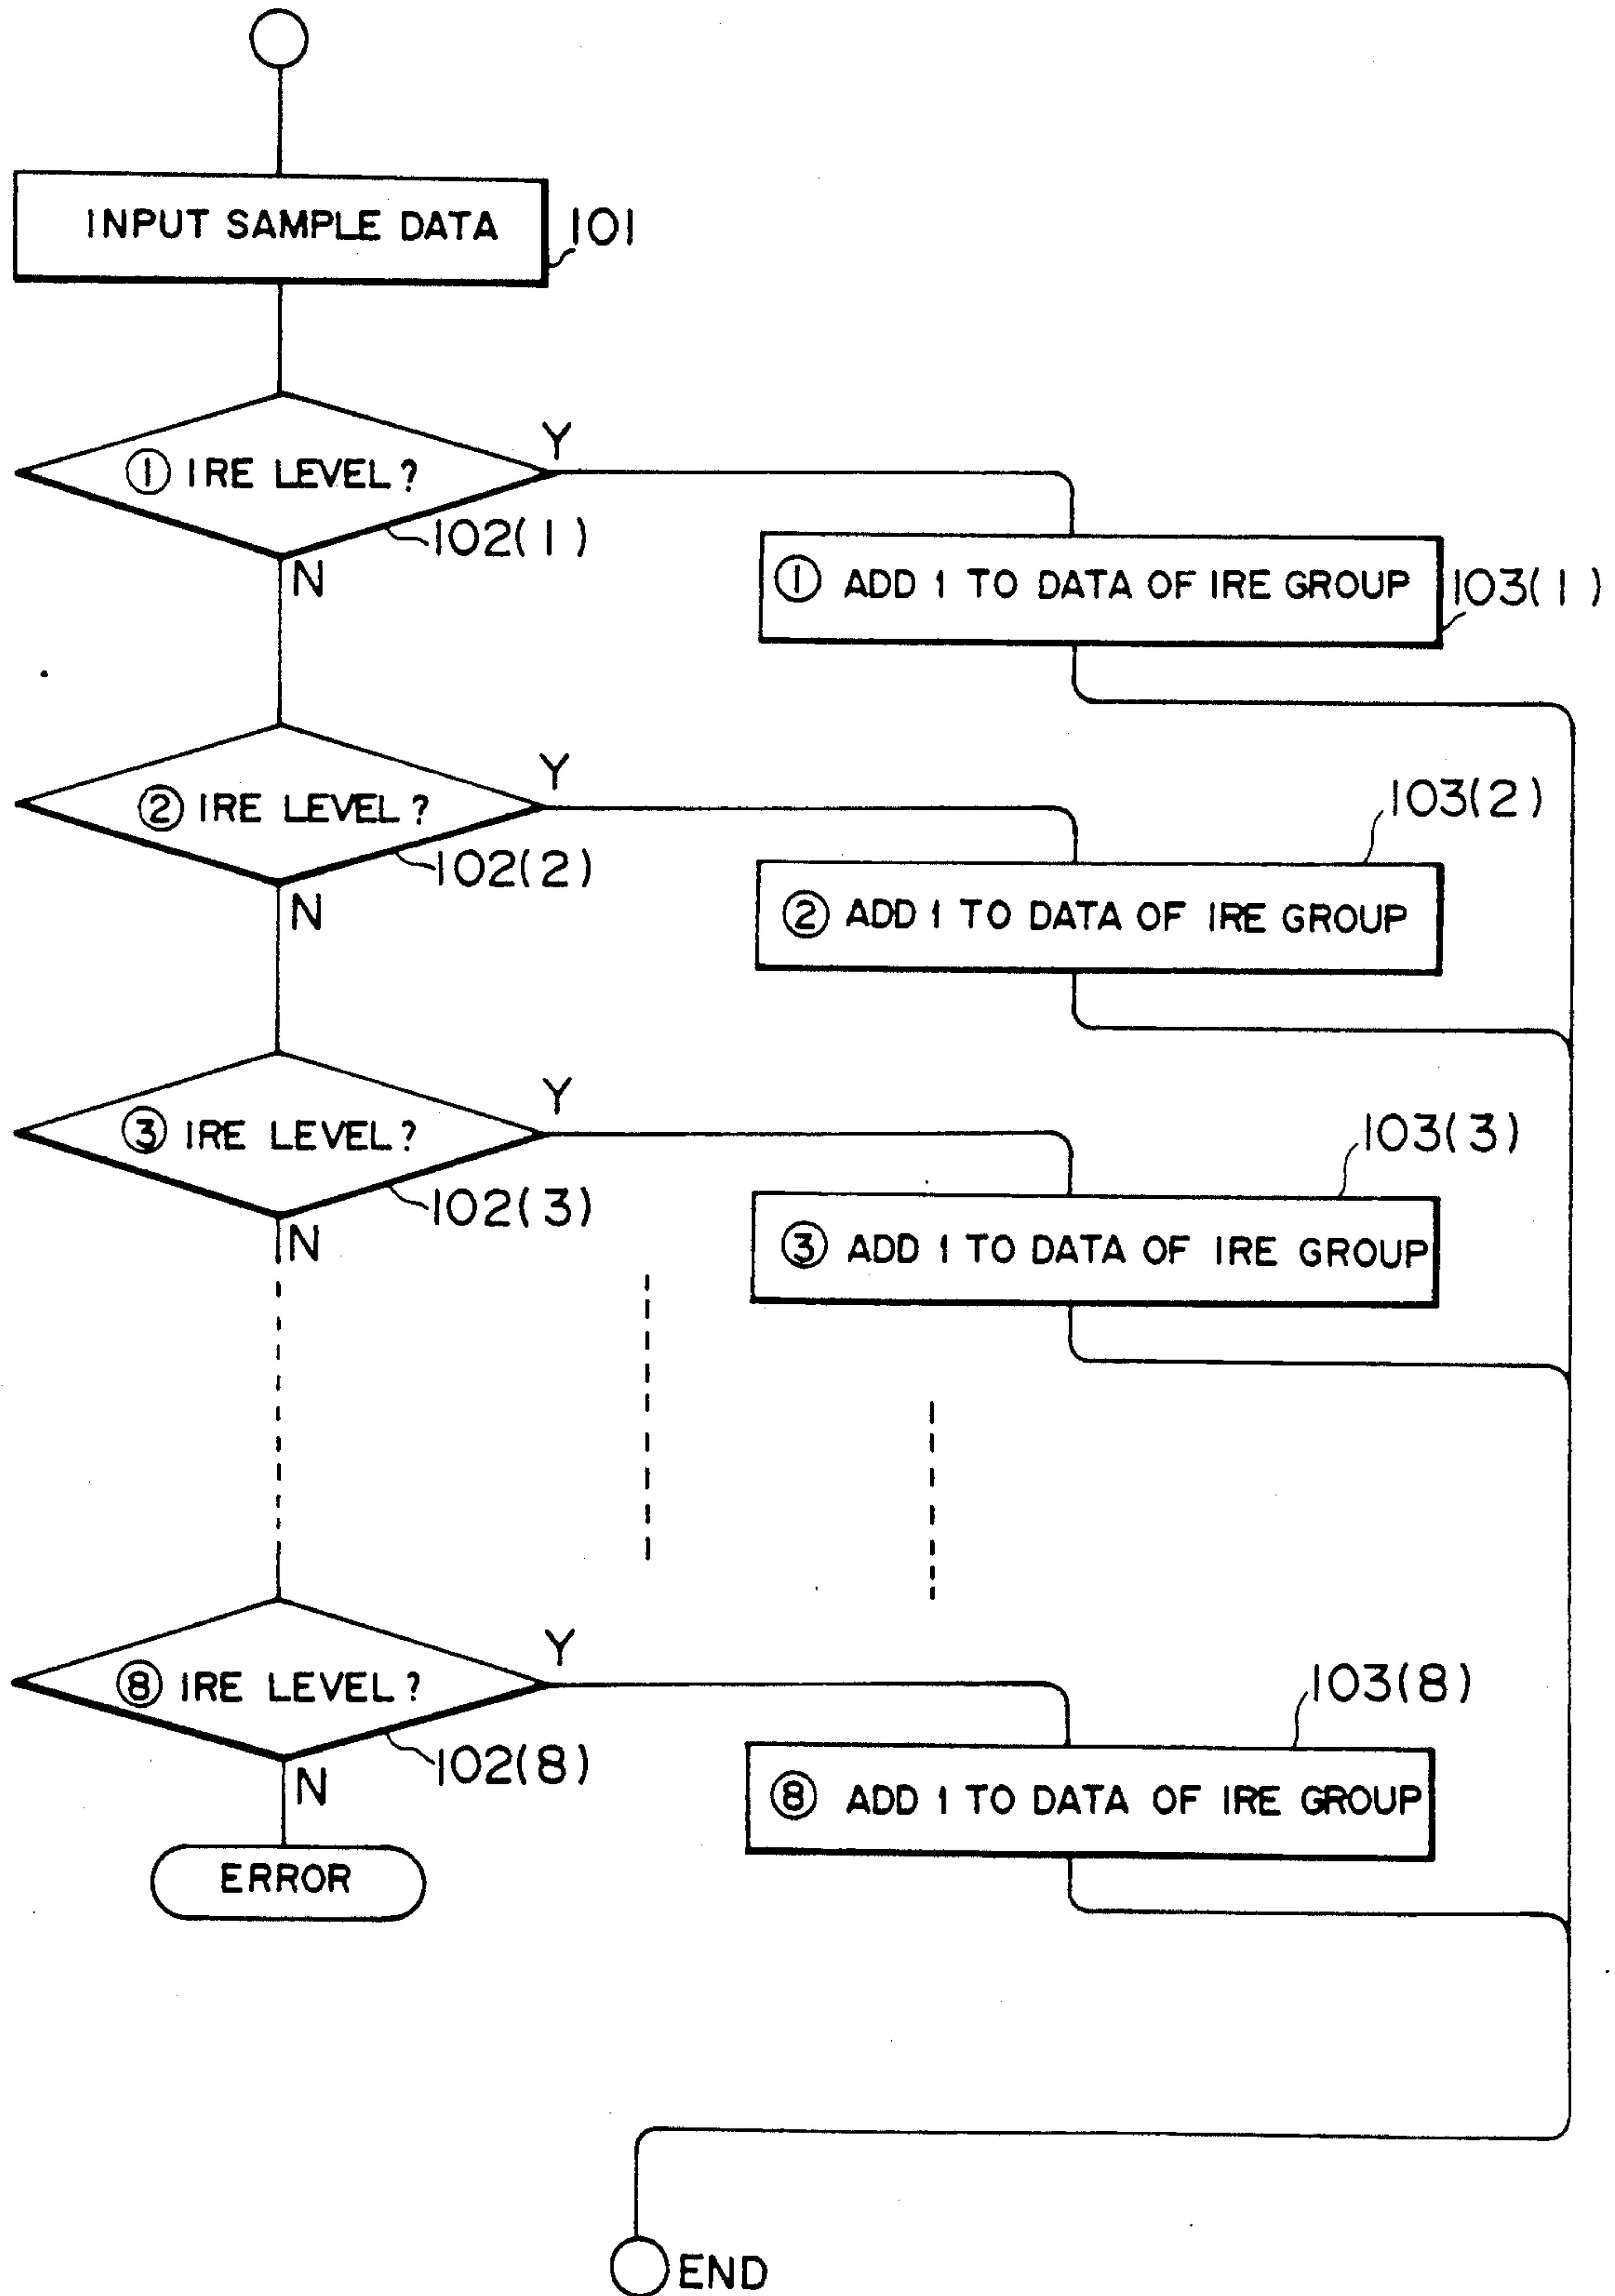 INPUT SAMPLE DATA
101
① IRE LEVEL?
Y
102(1)
N
① ADD 1 TO DATA OF IRE GROUP
103(1)
② IRE LEVEL?
Y
102(2)
N
103(2)
② ADD 1 TO DATA OF IRE GROUP
③ IRE LEVEL?
Y
102(3)
N
103(3)
③ ADD 1 TO DATA OF IRE GROUP
⑧ IRE LEVEL?
Y
102(8)
N
103(8)
⑧ ADD 1 TO DATA OF IRE GROUP
ERROR
END